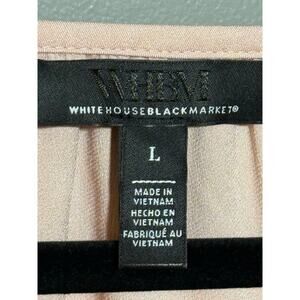 WHBM
WHITEHOUSEBLACKMARKET®
L
MADE IN
VIETNAM
HECHO EN
VIETNAM
FABRIQUÉ AU
VIETNAM